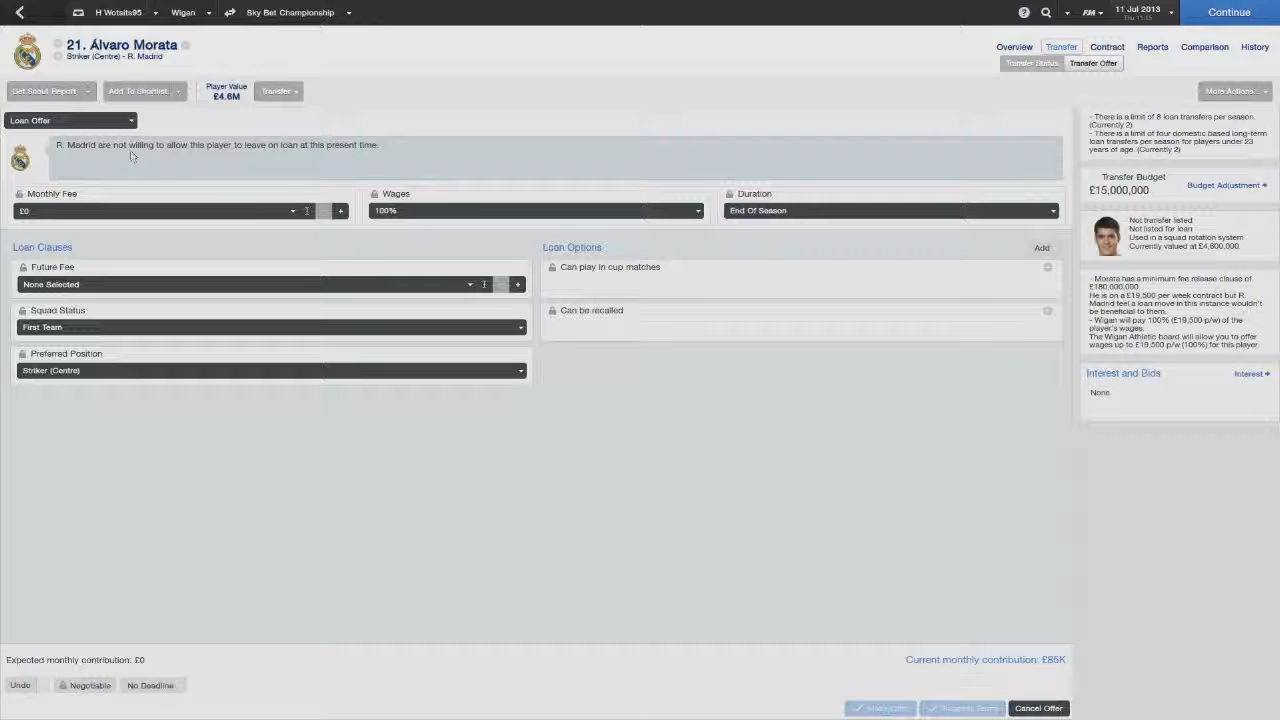 H Wotsits95
Wigan
Sky Bet Championship
FM
11 Jul 2013
Thu 11:15
Continue
21. Álvaro Morata
Striker (Centre) - R. Madrid
Overview
Transfer
Contract
Reports
Comparison
History
Transfer Status
Transfer Offer
Get Scout Report
Add To Shortlist
Player Value
£4.6M
Transfer
More Actions
Loan Offer
R. Madrid are not willing to allow this player to leave on loan at this present time.
Monthly Fee
£0
Wages
100%
Duration
End Of Season
Loan Clauses
Future Fee
None Selected
Squad Status
First Team
Preferred Position
Striker (Centre)
Loan Options
Add
Can play in cup matches
Can be recalled
- There is a limit of 8 loan transfers per season.
(Currently 2)
- There is a limit of four domestic based long-term
loan transfers per season for players under 23
years of age. (Currently 2)
Transfer Budget
£15,000,000
Budget Adjustment
Not transfer listed
Not listed for loan
Used in a squad rotation system
Currently valued at £4,600,000.
- Morata has a minimum fee release clause of
£180,000,000.
He is on a £19,500 per week contract but R.
Madrid feel a loan move in this instance wouldn't
be beneficial to them.
- Wigan will pay 100% (£19,500 p/w) of the
player's wages.
The Wigan Athletic board will allow you to offer
wages up to £19,500 p/w (100%) for this player
Interest and Bids
Interest
None
Expected monthly contribution: £0
Current monthly contribution: £85K
Undo
Negotiable
No Deadline
Suggest Terms
Cancel Offer